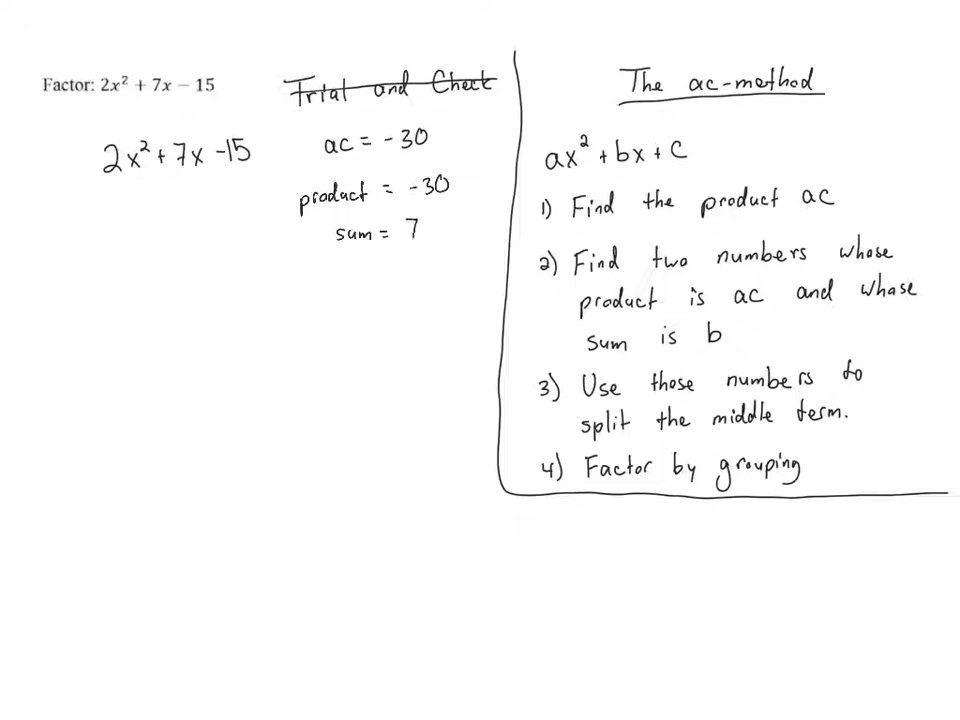 Factor: 2x² + 7x − 15
2x² + 7x - 15
Trial and Check
ac = - 30
product = - 30
sum = 7
The ac-method
ax² + bx + c
1) Find the product ac
2) Find two numbers whose
product is ac and whose
sum is b
3) Use those numbers to
split the middle term.
4) Factor by grouping